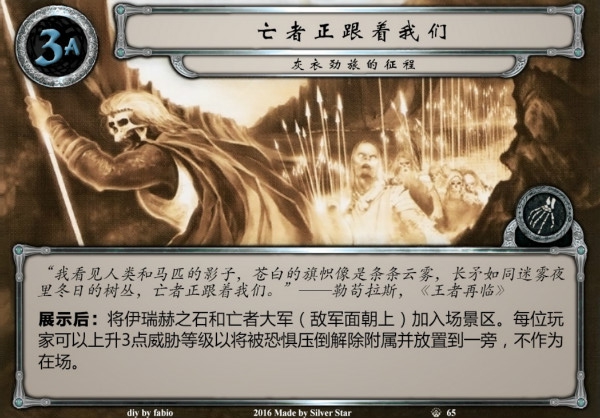 3A
亡者正跟着我们
灰衣劲旅的征程
“我看见人类和马匹的影子，苍白的旗帜像是条条云雾，长矛如同迷雾夜
里冬日的树丛，亡者正跟着我们。”——勒苟拉斯，《王者再临》
展示后：将伊瑞赫之石和亡者大军（敌军面朝上）加入场景区。每位玩
家可以上升3点威胁等级以将被恐惧压倒解除附属并放置到一旁，不作为
在场。
diy by fabio 2016 Made by Silver Star 65